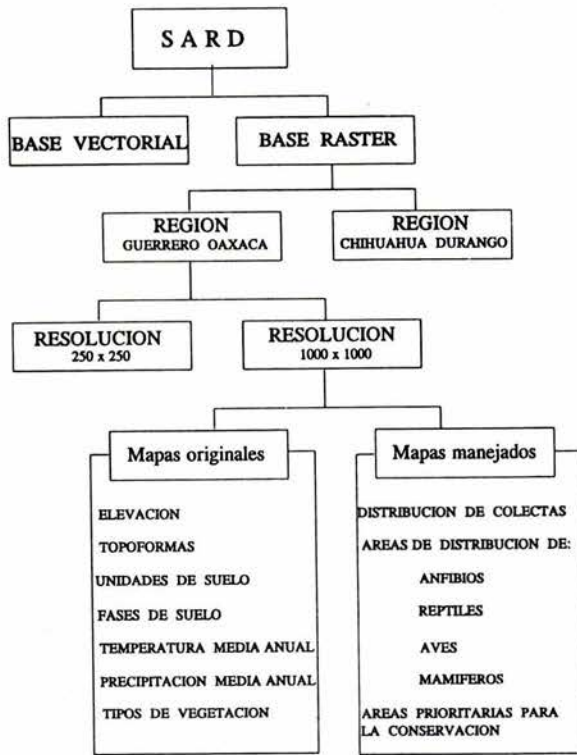 S A R D
BASE VECTORIAL
BASE RASTER
REGION
GUERRERO OAXACA
REGION
CHIHUAHUA DURANGO
RESOLUCION
250 x 250
RESOLUCION
1000 x 1000
Mapas originales
ELEVACION
TOPOFORMAS
UNIDADES DE SUELO
FASES DE SUELO
TEMPERATURA MEDIA ANUAL
PRECIPITACION MEDIA ANUAL
TIPOS DE VEGETACION
Mapas manejados
DISTRIBUCION DE COLECTAS
AREAS DE DISTRIBUCION DE:
ANFIBIOS
REPTILES
AVES
MAMIFEROS
AREAS PRIORITARIAS PARA
LA CONSERVACION